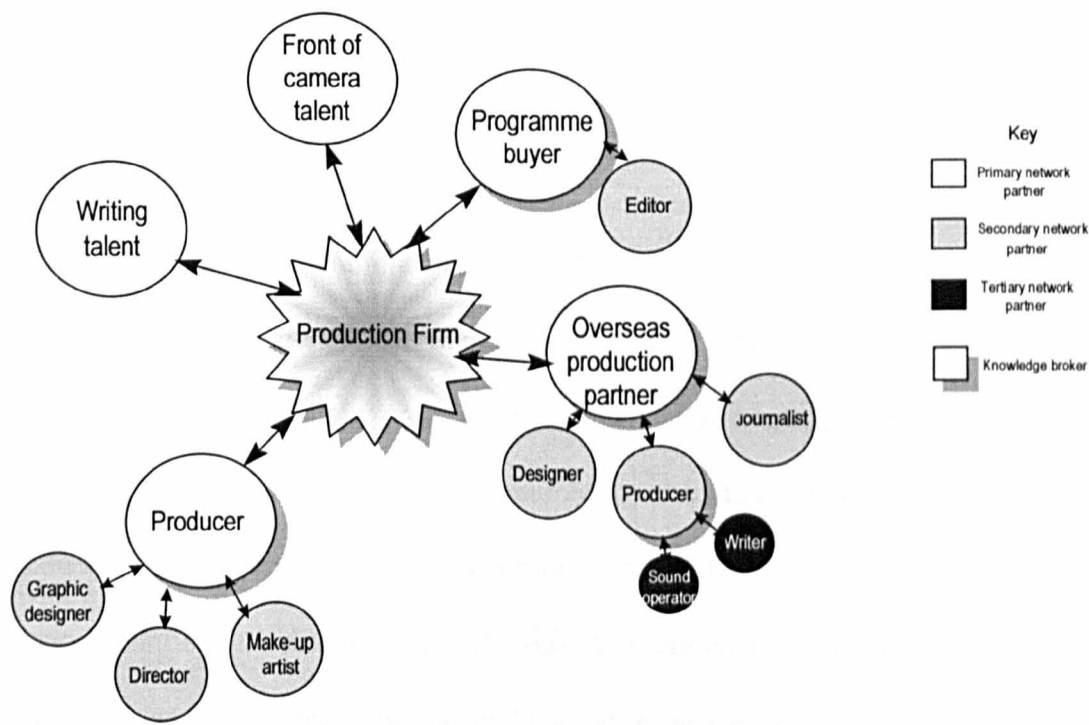 Front of
camera
talent
Programme
buyer
Editor
Writing
talent
Production Firm
Overseas
production
partner
Journalist
Designer
Producer
Writer
Sound
operator
Producer
Graphic
designer
Director
Make-up
artist
Key
Primary network
partner
Secondary network
partner
Tertiary network
partner
Knowledge broker